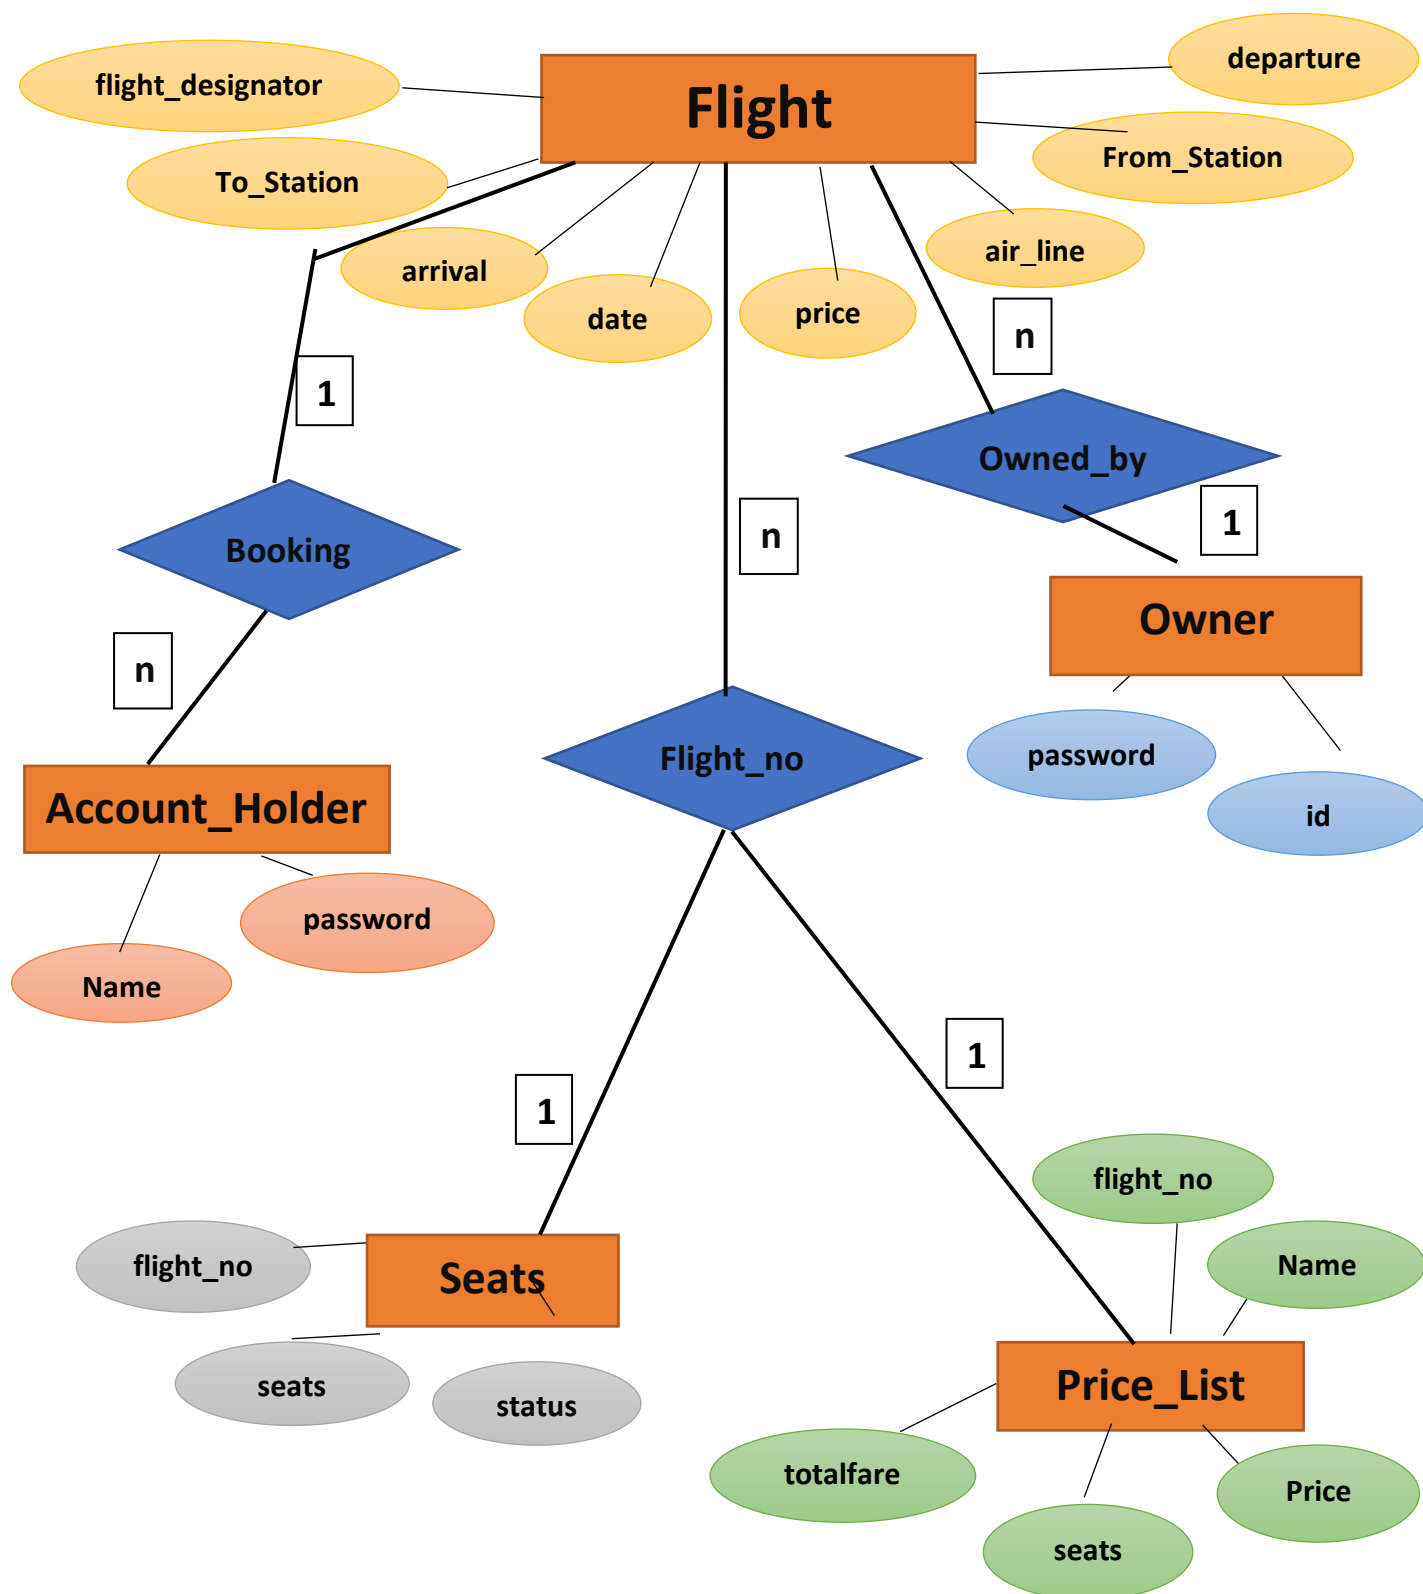 departure
flight_designator
Flight
From_Station
To_Station
air_line
arrival
date
price
n
1
Owned_by
n
1
Booking
Owner
n
Flight_no
password
id
Account_Holder
password
Name
1
1
flight_no
flight_no
Name
Seats
seats
status
Price_List
totalfare
Price
seats